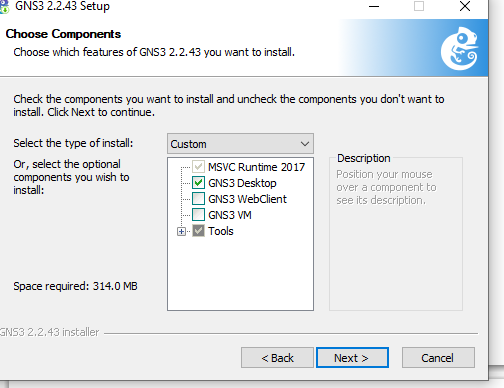 GNS3 2.2.43 Setup
Choose Components
Choose which features of GNS3 2.2.43 you want to install.
Check the components you want to install and uncheck the components you don't want to
install. Click Next to continue.
Select the type of install:
Custom
Or, select the optional
components you wish to
install:
MSVC Runtime 2017
GNS3 Desktop
GNS3 WebClient
GNS3 VM
Tools
Description
Position your mouse
over a component to
see its description.
Space required: 314.0 MB
GNS3 2.2.43 installer
< Back
Next >
Cancel